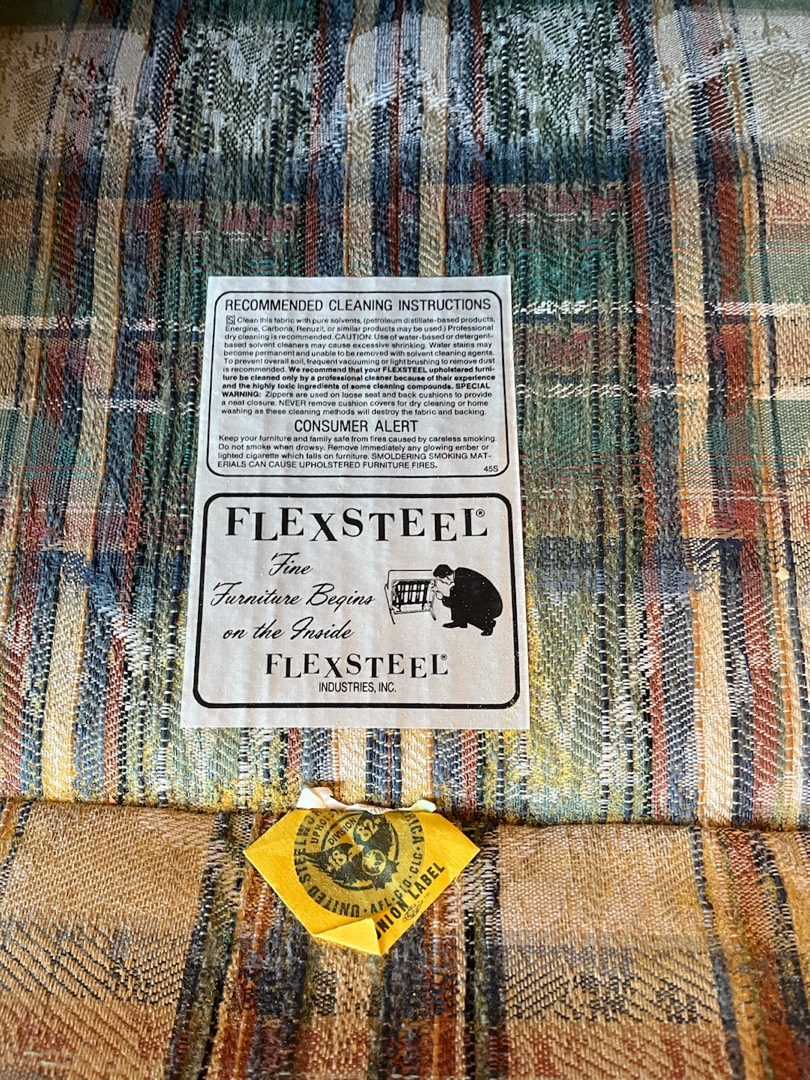 RECOMMENDED CLEANING INSTRUCTIONS
S Clean this fabric with pure solvents, (petroleum distillate-based products,
Energine, Carbona, Renuzit, or similar products may be used.) Professional
dry cleaning is recommended. CAUTION: Use of water-based or detergent-
based solvent cleaners may cause excessive shrinking. Water stains may
become permanent and unable to be removed with solvent cleaning agents.
To prevent overall soil, frequent vacuuming or light brushing to remove dust
is recommended. We recommend that your FLEXSTEEL upholstered furni-
ture be cleaned only by a professional cleaner because of their experience
and the highly toxic ingredients of some cleaning compounds. SPECIAL
WARNING: Zippers are used on loose seat and back cushions to provide
a neat closure. NEVER remove cushion covers for dry cleaning or home
washing as these cleaning methods will destroy the fabric and backing.
CONSUMER ALERT
Keep your furniture and family safe from fires caused by careless smoking.
Do not smoke when drowsy. Remove immediately any glowing ember or
lighted cigarette which falls on furniture. SMOLDERING SMOKING MAT-
ERIALS CAN CAUSE UPHOLSTERED FURNITURE FIRES.
45S
FLEXSTEEL®
Fine
Furniture Begins
on the Inside
FLEXSTEEL®
INDUSTRIES, INC.
DIVISION
18 82
UNITED
AFL·CIO·CLC
UNION LABEL